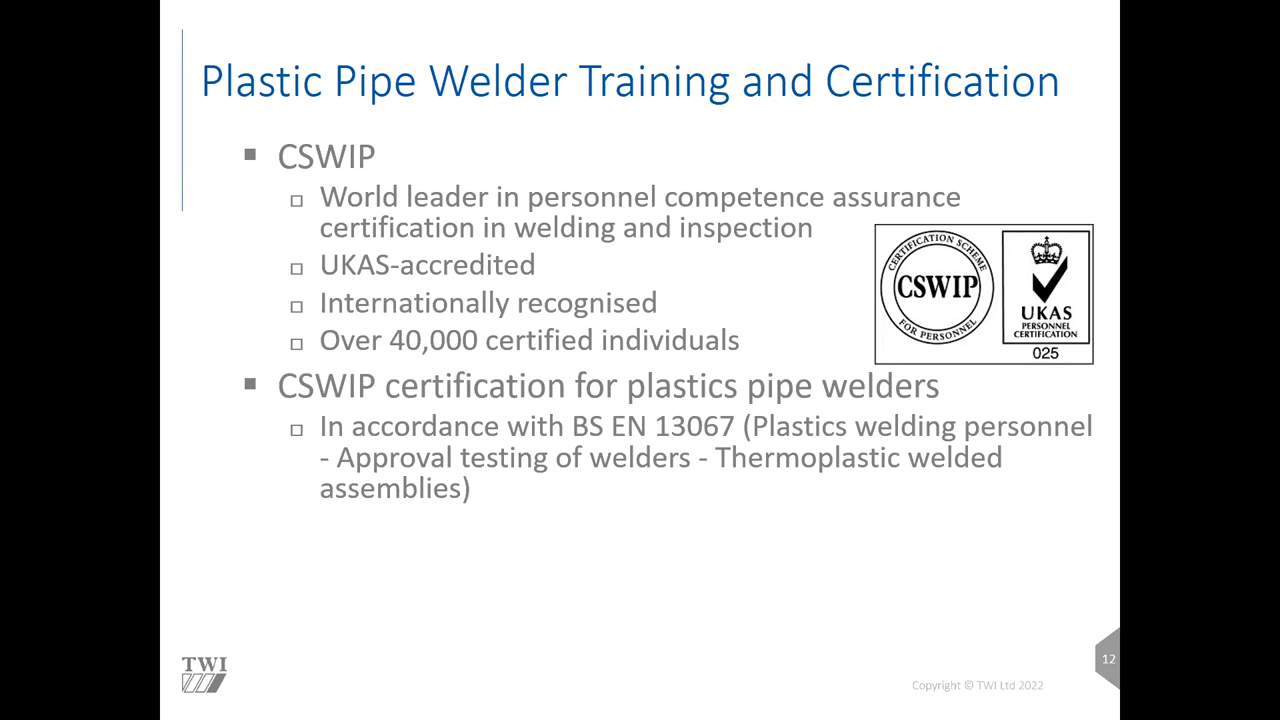 Plastic Pipe Welder Training and Certification
CSWIP
World leader in personnel competence assurance
certification in welding and inspection
UKAS-accredited
Internationally recognised
Over 40,000 certified individuals
CERTIFICATION SCHEME
CSWIP
FOR PERSONNEL
UKAS
PERSONNEL
CERTIFICATION
025
CSWIP certification for plastics pipe welders
In accordance with BS EN 13067 (Plastics welding personnel
- Approval testing of welders - Thermoplastic welded
assemblies)
TWI
Copyright © TWI Ltd 2022
12